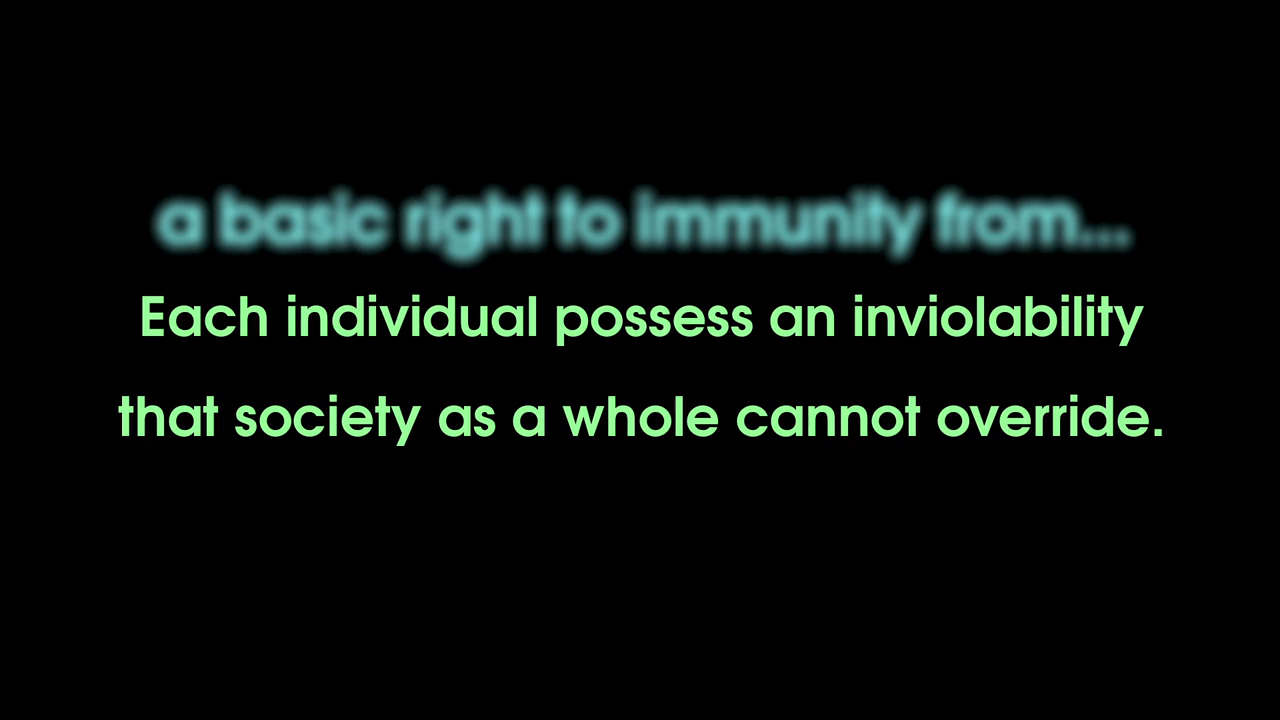 a basic right to immunity from...
Each individual possess an inviolability
that society as a whole cannot override.